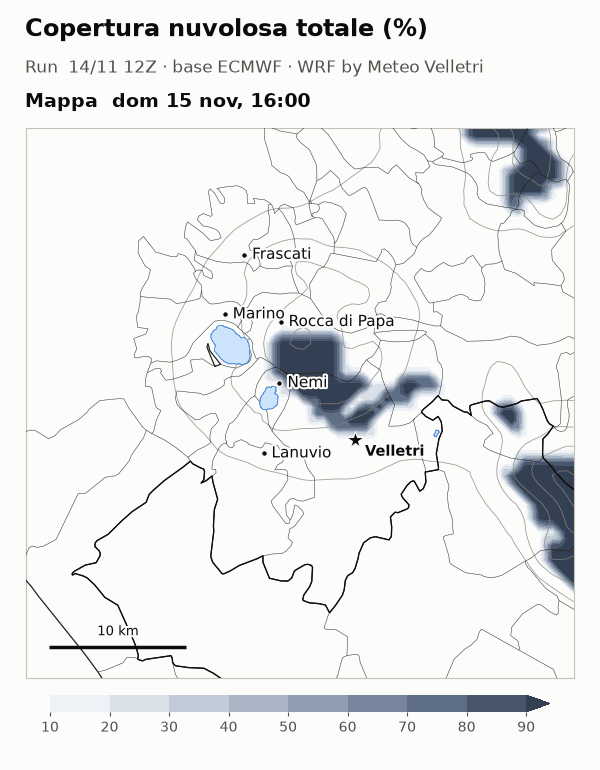 Copertura nuvolosa totale (%)
Run  14/11 12Z · base ECMWF · WRF by Meteo Velletri
Mappa  dom 15 nov, 16:00
Frascati
Marino
Rocca di Papa
Nemi
Velletri
Lanuvio
10 km
10 20 30 40 50 60 70 80 90